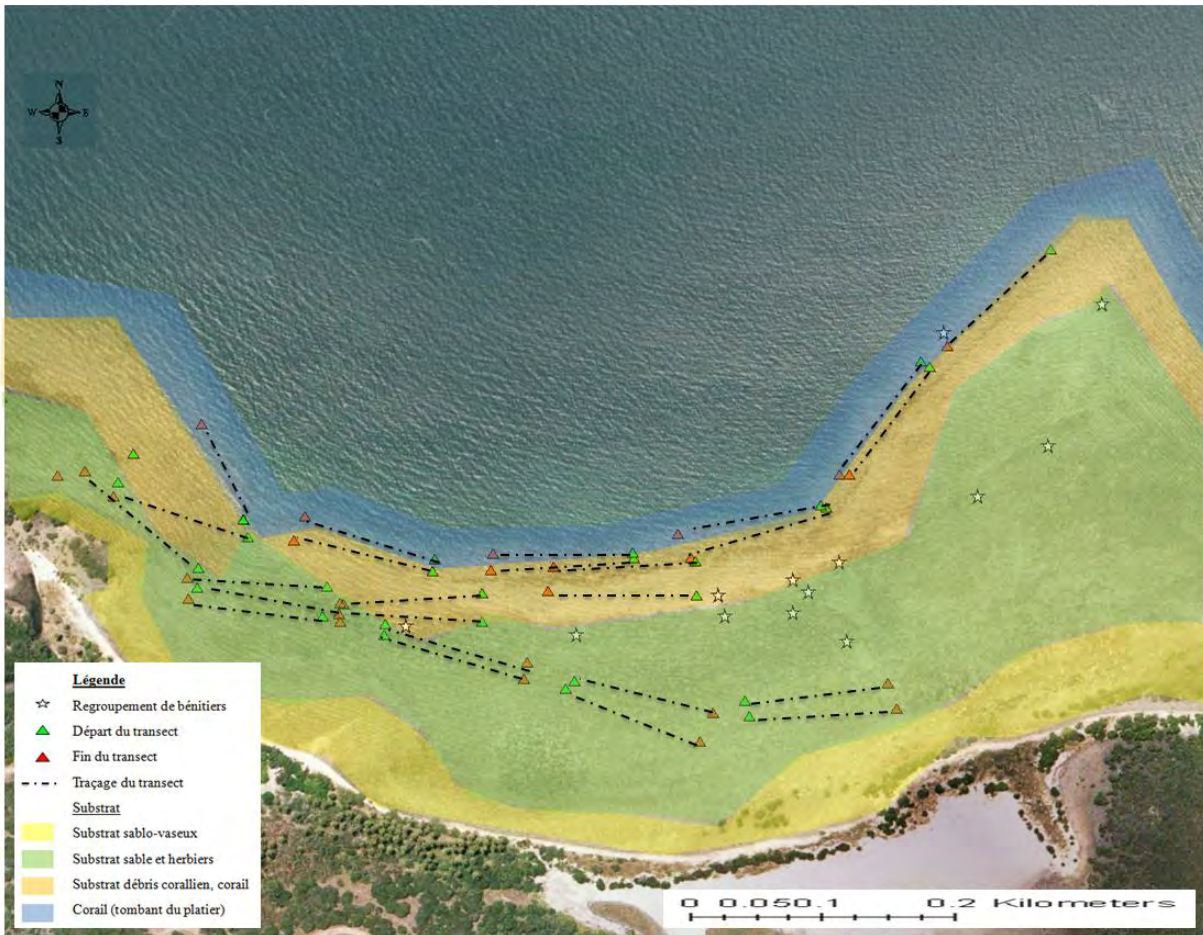 N
W E
S
Légende
Regroupement de bénitiers
Départ du transect
Fin du transect
Traçage du transect
Substrat
Substrat sablo-vaseux
Substrat sable et herbiers
Substrat débris corallien, corail
Corail (tombant du platier)
0 0.050.1 0.2 Kilometers